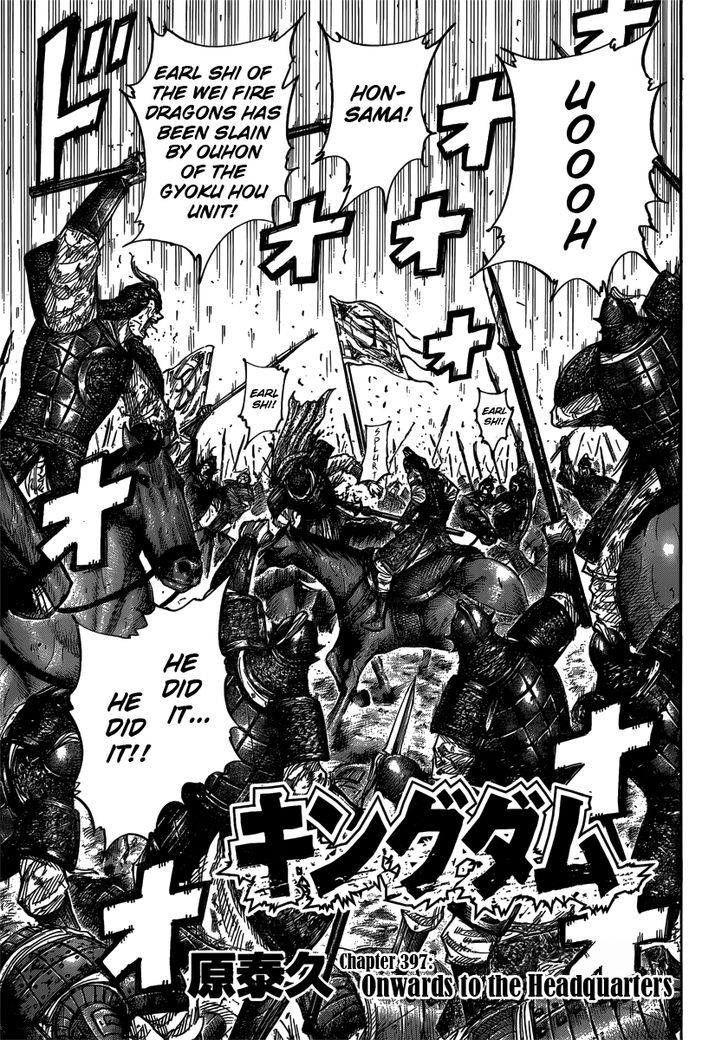 UOOOH
HON-
SAMA!
EARL SHI OF
THE WEI FIRE
DRAGONS HAS
BEEN SLAIN
BY OUHON
OF THE
GYOKU HOU
UNIT!
ド
オ
オ
オ
オ
オ
オ
オ
オ
EARL
SHI!
EARL
SHI!
HE
DID
IT...
HE
DID
IT!!
キングダム
原泰久
Chapter 397:
Onwards to the Headquarters